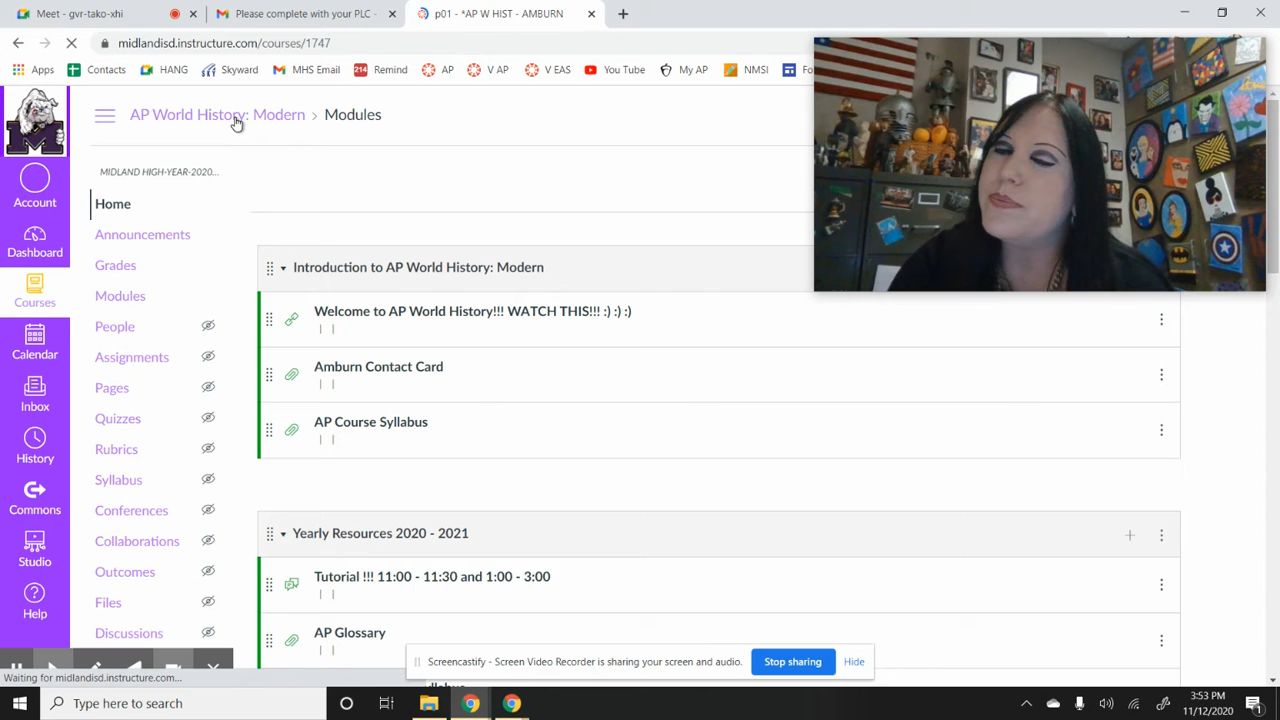 Meet - gvr-tako-xhi
Please complete with your PLC -
p01 - *AP W HIST - AMBURN
midlandisd.instructure.com/courses/1747
Apps
Contacts
HANG
Skyward
MHS Email
214 Remind
AP
V AP
V EAS
You Tube
My AP
NMSI
Fo
M
AP World History: Modern > Modules
MIDLAND HIGH-YEAR-2020...
Account
Dashboard
Courses
Calendar
Inbox
History
Commons
Studio
Help
Home
Announcements
Grades
Modules
People
Assignments
Pages
Quizzes
Rubrics
Syllabus
Conferences
Collaborations
Outcomes
Files
Discussions
Introduction to AP World History: Modern
Welcome to AP World History!!! WATCH THIS!!! :) :) :)
Amburn Contact Card
AP Course Syllabus
Yearly Resources 2020 - 2021
Tutorial !!! 11:00 - 11:30 and 1:00 - 3:00
AP Glossary
Screencastify - Screen Video Recorder is sharing your screen and audio.
Stop sharing
Hide
Waiting for midlandisd.instructure.com...
Type here to search
3:53 PM
11/12/2020
1